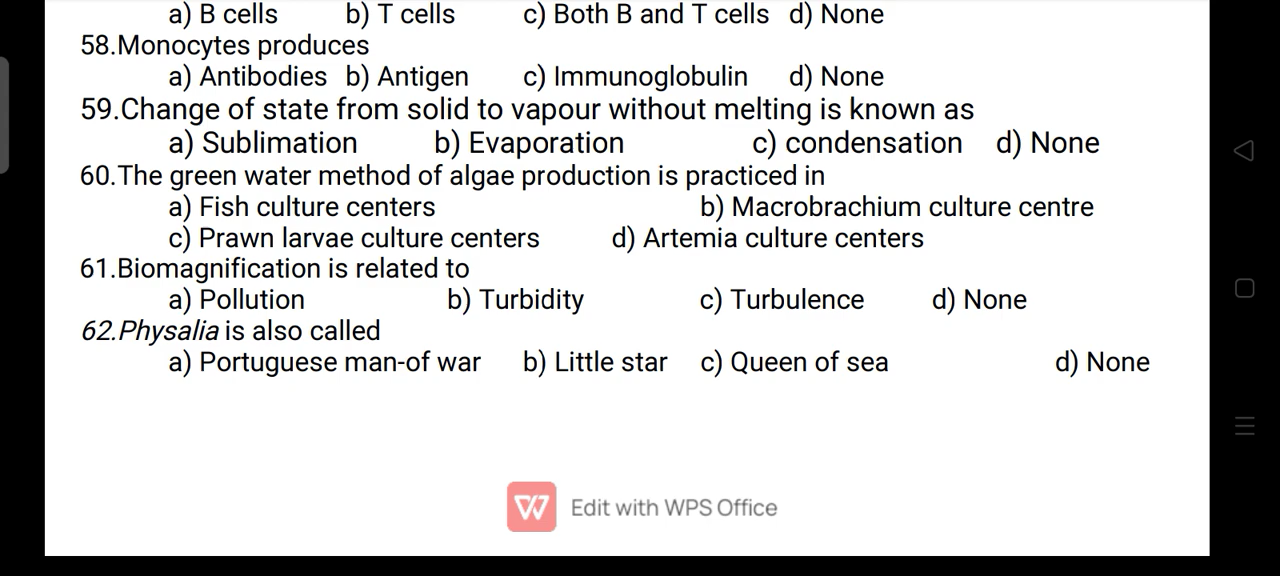 a) B cells b) T cells c) Both B and T cells d) None
58.Monocytes produces
a) Antibodies b) Antigen c) Immunoglobulin d) None
59.Change of state from solid to vapour without melting is known as
a) Sublimation b) Evaporation c) condensation d) None
60.The green water method of algae production is practiced in
a) Fish culture centers b) Macrobrachium culture centre
c) Prawn larvae culture centers d) Artemia culture centers
61.Biomagnification is related to
a) Pollution b) Turbidity c) Turbulence d) None
62.Physalia is also called
a) Portuguese man-of war b) Little star c) Queen of sea d) None
Edit with WPS Office